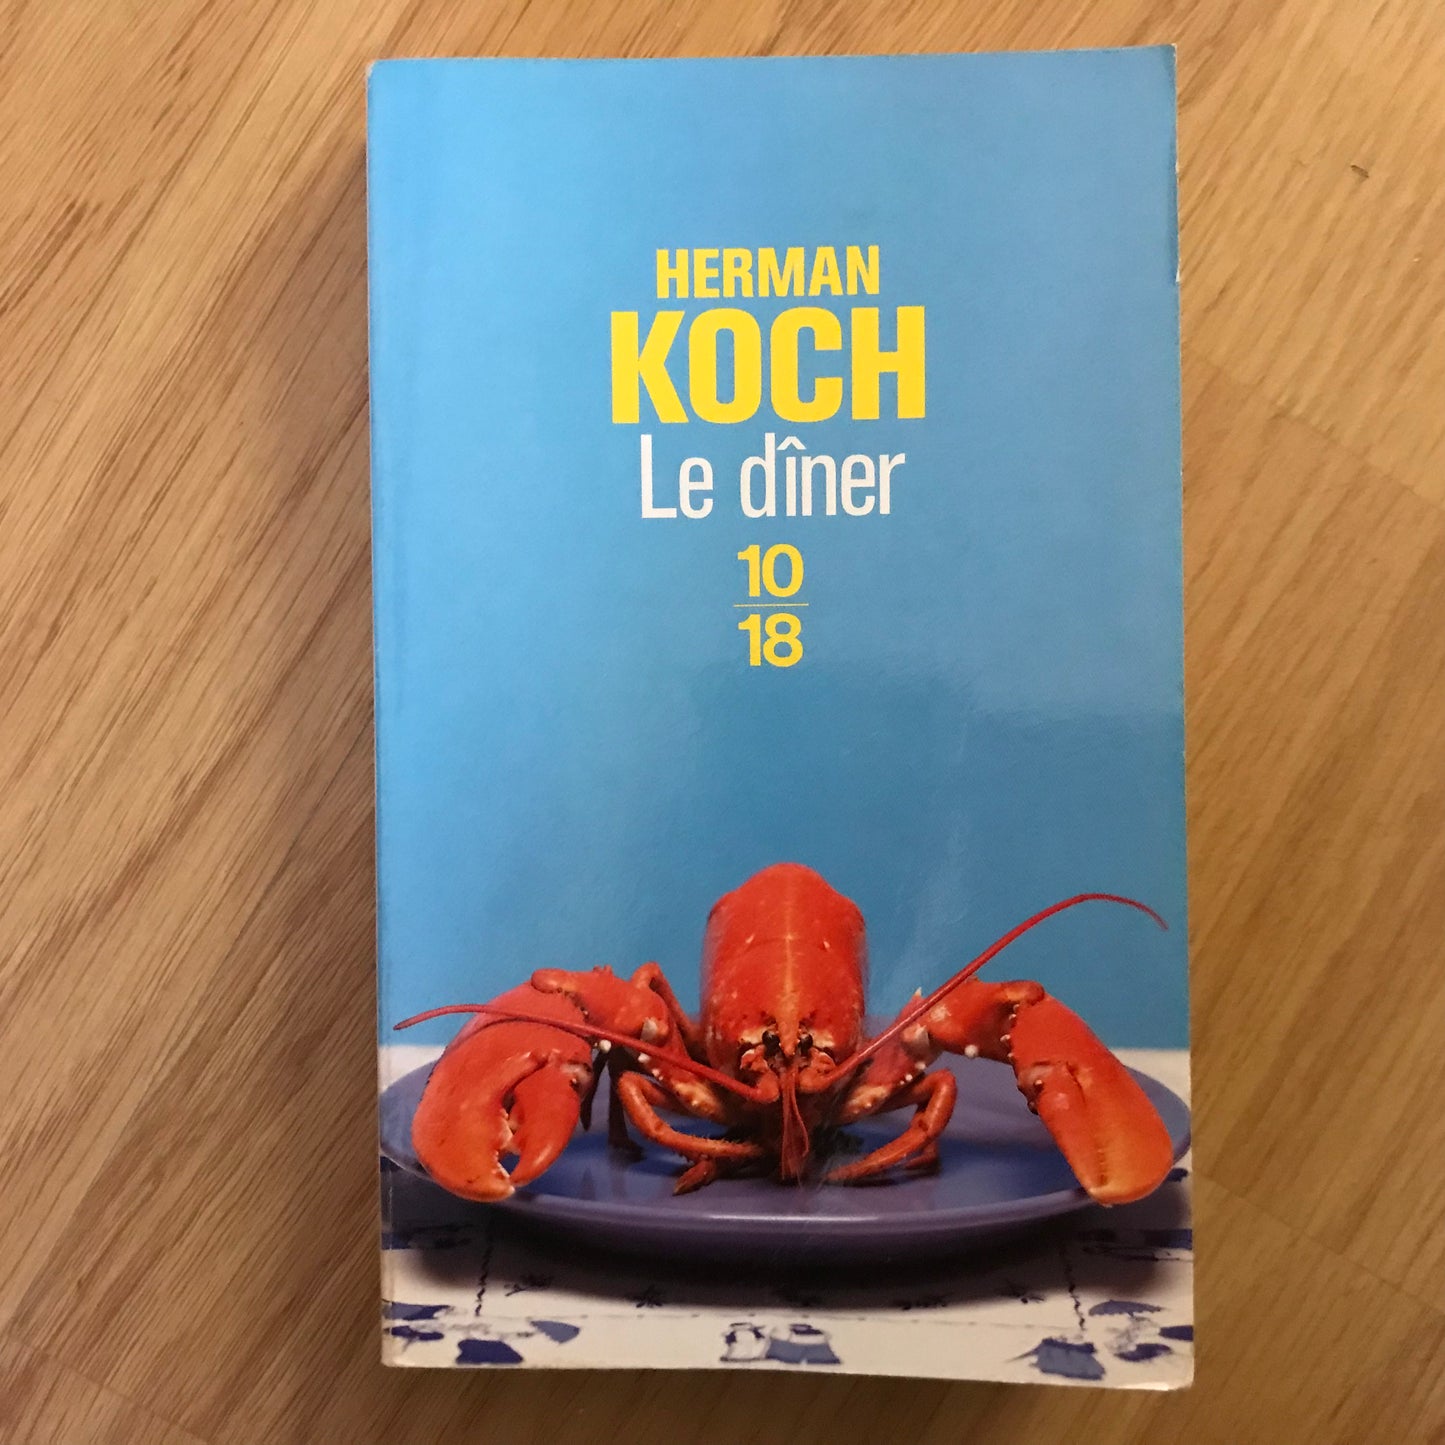 HERMAN
KOCH
Le dîner
10
18